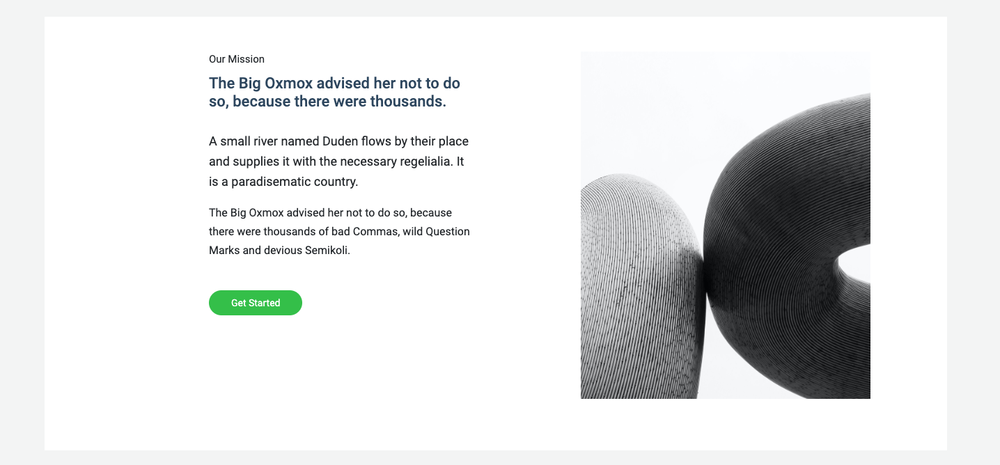 Our Mission
The Big Oxmox advised her not to do
so, because there were thousands.
A small river named Duden flows by their place
and supplies it with the necessary regelialia. It
is a paradisematic country.
The Big Oxmox advised her not to do so, because
there were thousands of bad Commas, wild Question
Marks and devious Semikoli.
Get Started